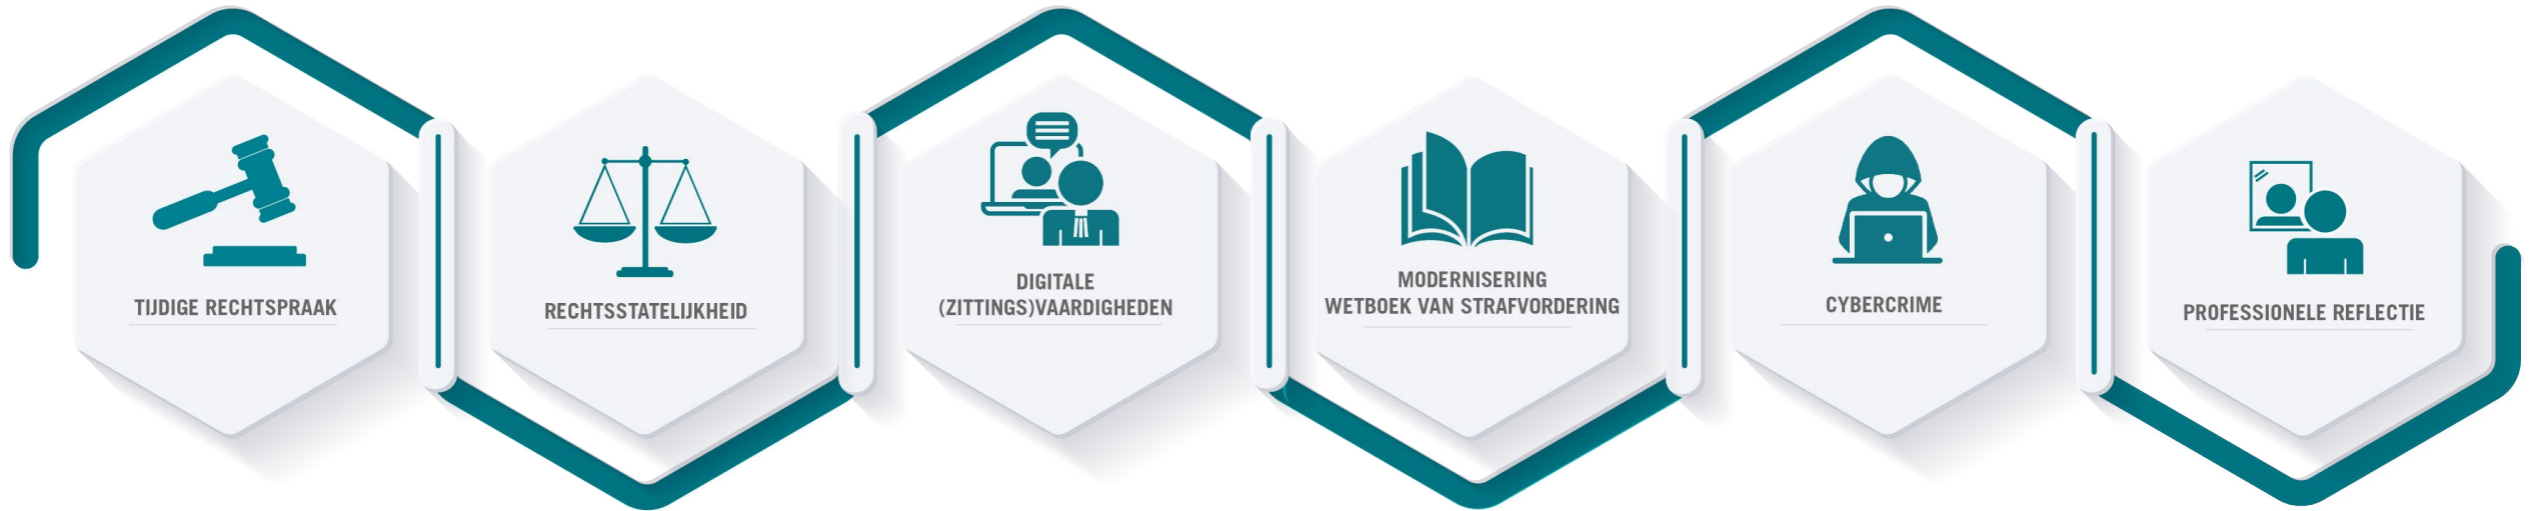 TIJDIGE RECHTSPRAAK
RECHTSSTATELIJKHEID
DIGITALE
(ZITTINGS)VAARDIGHEDEN
MODERNISERING
WETBOEK VAN STRAFVORDERING
CYBERCRIME
PROFESSIONELE REFLECTIE